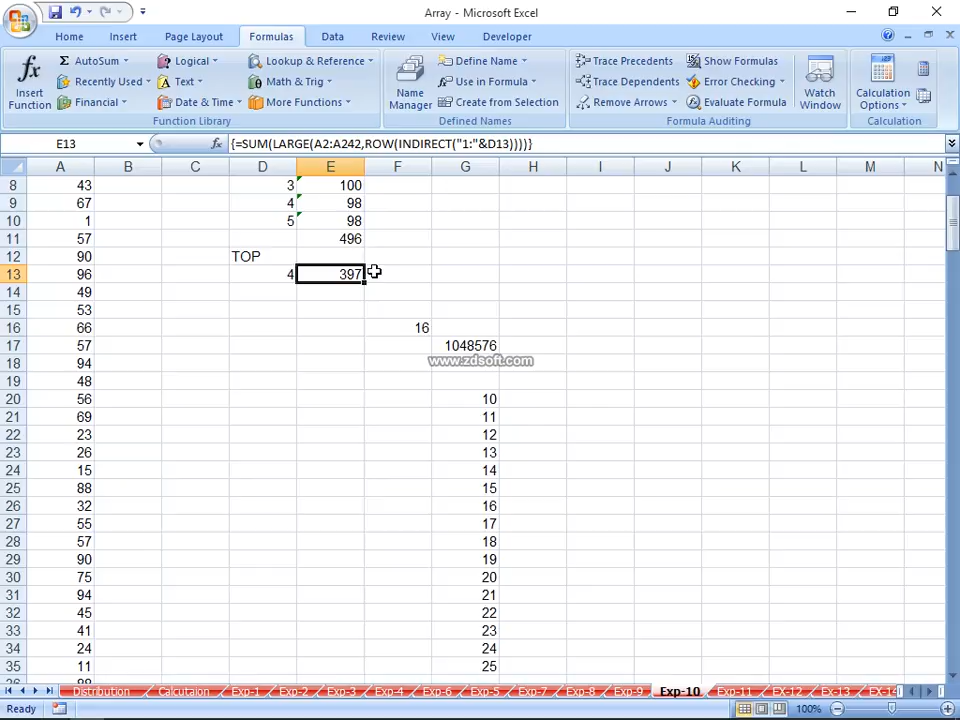 Array - Microsoft Excel
Home Insert Page Layout Formulas Data Review View Developer
fx Insert Function
Σ AutoSum Logical Lookup & Reference
Recently Used Text Math & Trig
Financial Date & Time More Functions
Function Library
Name Manager
Define Name
Use in Formula
Create from Selection
Defined Names
Trace Precedents Show Formulas
Trace Dependents Error Checking
Remove Arrows Evaluate Formula
Formula Auditing
Watch Window
Calculation Options
Calculation
E13 fx {=SUM(LARGE(A2:A242,ROW(INDIRECT("1:"&D13))))}
A B C D E F G H I J K L M N
8 43 3 100
9 67 4 98
10 1 5 98
11 57 496
12 90 TOP
13 96 4 397
14 49
15 53
16 66 16
17 57 1048576
18 94 www.zdsoft.com
19 48
20 56 10
21 69 11
22 23 12
23 26 13
24 15 14
25 88 15
26 32 16
27 55 17
28 57 18
29 90 19
30 75 20
31 94 21
32 45 22
33 41 23
34 24 24
35 11 25
Distribution Calcultaion Exp-1 Exp-2 Exp-3 Exp-4 Exp-6 Exp-5 Exp-7 Exp-8 Exp-9 Exp-10 Exp-11 EX-12 Ex-13 EX-14
Ready 100%